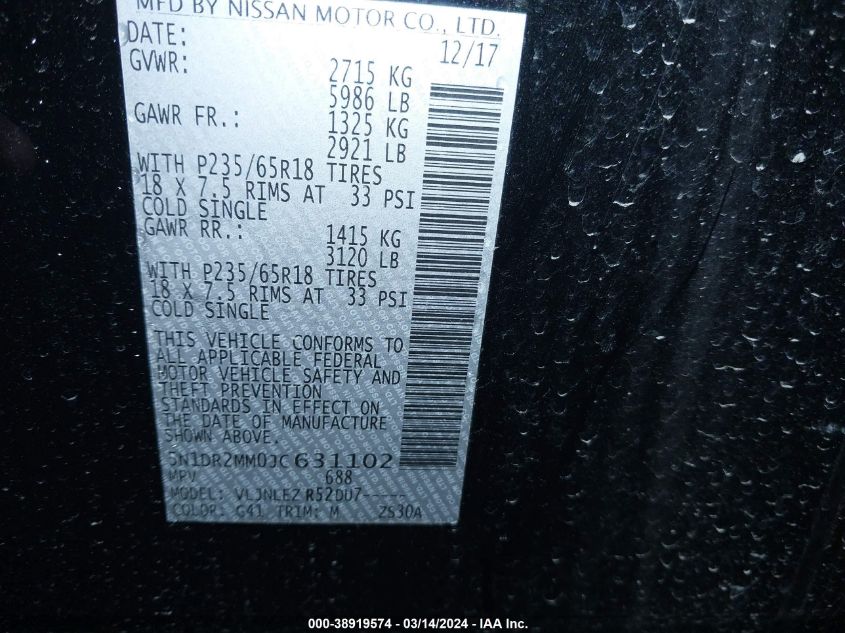 MFD BY NISSAN MOTOR CO., LTD.
DATE: 12/17
GVWR: 2715 KG
5986 LB
GAWR FR.: 1325 KG
2921 LB
WITH P235/65R18 TIRES
18 X 7.5 RIMS AT 33 PSI
COLD SINGLE
GAWR RR.: 1415 KG
3120 LB
WITH P235/65R18 TIRES
18 X 7.5 RIMS AT 33 PSI
COLD SINGLE
THIS VEHICLE CONFORMS TO
ALL APPLICABLE FEDERAL
MOTOR VEHICLE SAFETY AND
THEFT PREVENTION
STANDARDS IN EFFECT ON
THE DATE OF MANUFACTURE
SHOWN ABOVE.
5N1DR2MM0JC631102
MPV 688
MODEL: VLJNLEZ R52DU7-----
COLOR: G41 TRIM: M ZS30A
000-38919574 - 03/14/2024 - IAA Inc.